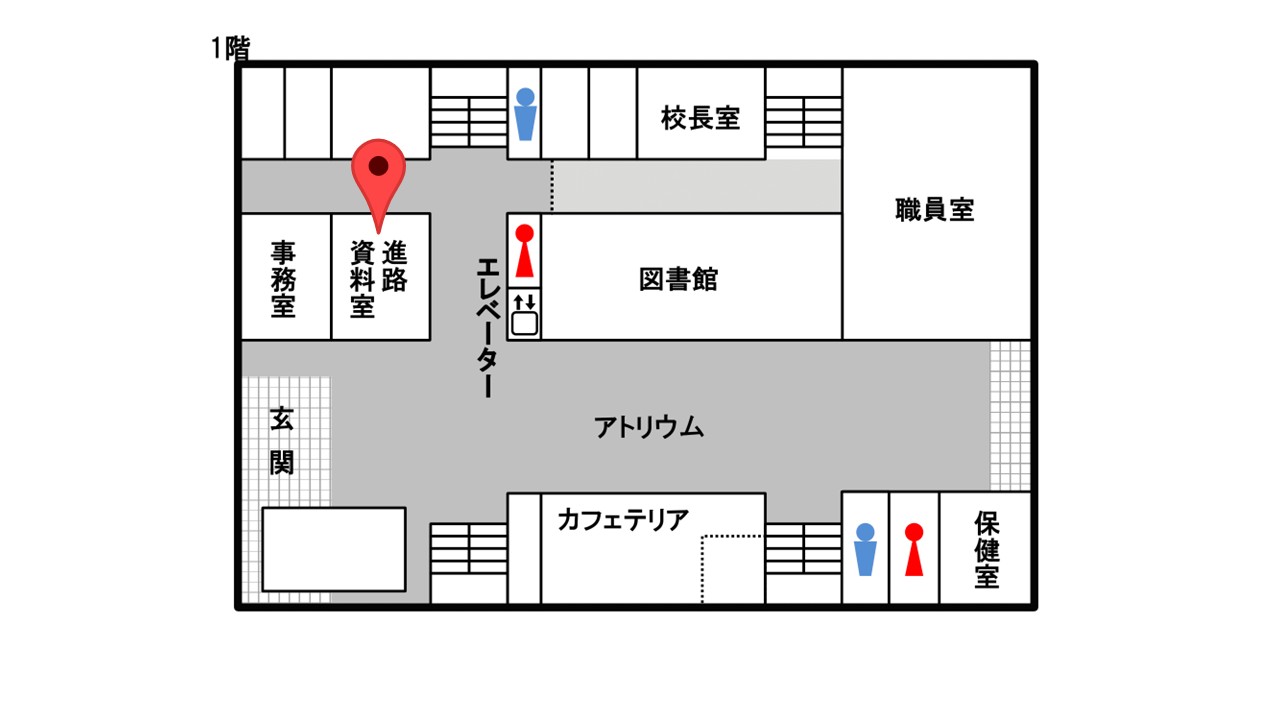 1階
校長室
職員室
事務室
進路
資料室
エレベーター
図書館
玄関
アトリウム
カフェテリア
保健室